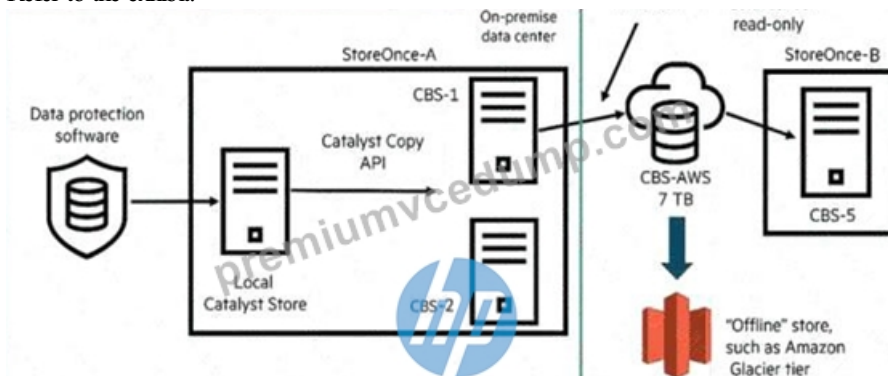 On-premise
data center
read-only
StoreOnce-A
StoreOnce-B
CBS-1
Data protection
software
Catalyst Copy
API
CBS-AWS
7 TB
CBS-5
premiumvcedump.com
Local
Catalyst Store
CBS-2
hp
"Offline" store,
such as Amazon
Glacier tier